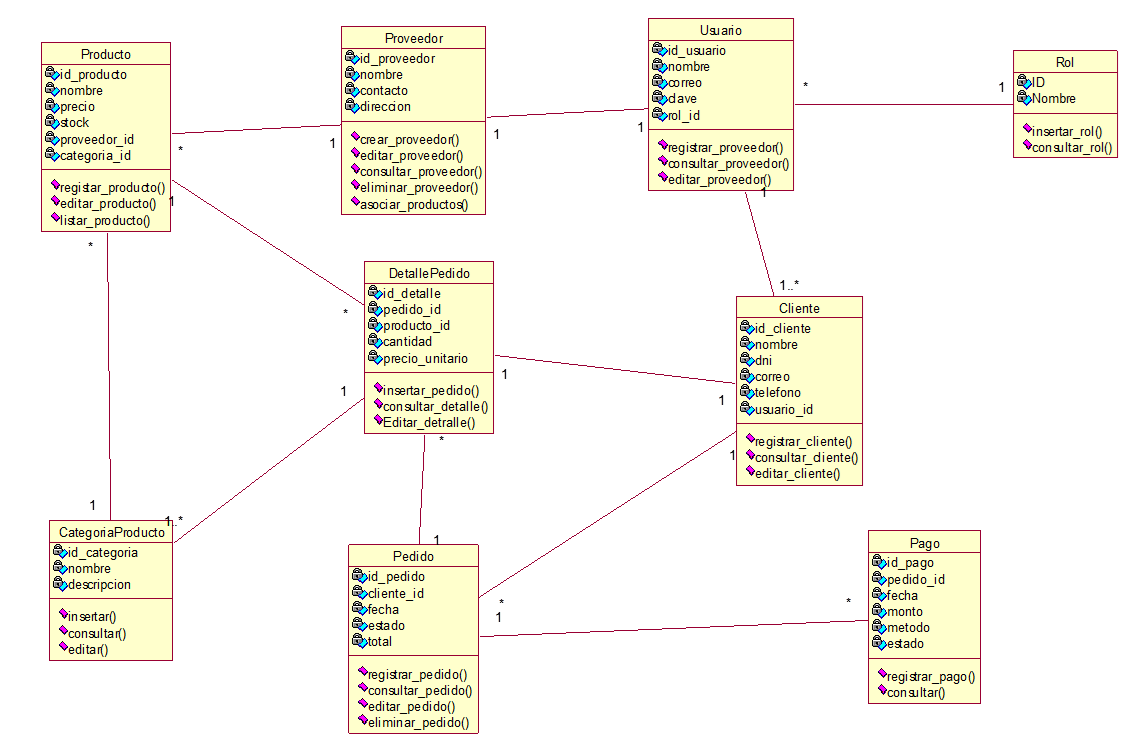 Producto
id_producto
nombre
precio
stock
proveedor_id
categoria_id
registar_producto()
editar_producto()
listar_producto()
*
1
*
Proveedor
id_proveedor
nombre
contacto
direccion
crear_proveedor()
editar_proveedor()
consultar_proveedor()
eliminar_proveedor()
asociar_productos()
1
1
Usuario
id_usuario
nombre
correo
clave
rol_id
registrar_proveedor()
consultar_proveedor()
editar_proveedor()
1
*
1
1
Rol
ID
Nombre
insertar_rol()
consultar_rol()
DetallePedido
id_detalle
pedido_id
producto_id
cantidad
precio_unitario
insertar_pedido()
consultar_detalle()
Editar_detralle()
*
1
1
*
1..*
Cliente
id_cliente
nombre
dni
correo
telefono
usuario_id
registrar_cliente()
consultar_cliente()
editar_cliente()
1
1
1
1..*
CategoriaProducto
id_categoria
nombre
descripcion
insertar()
consultar()
editar()
1
Pedido
id_pedido
cliente_id
fecha
estado
total
registrar_pedido()
consultar_pedido()
editar_pedido()
eliminar_pedido()
*
1
*
Pago
id_pago
pedido_id
fecha
monto
metodo
estado
registrar_pago()
consultar()